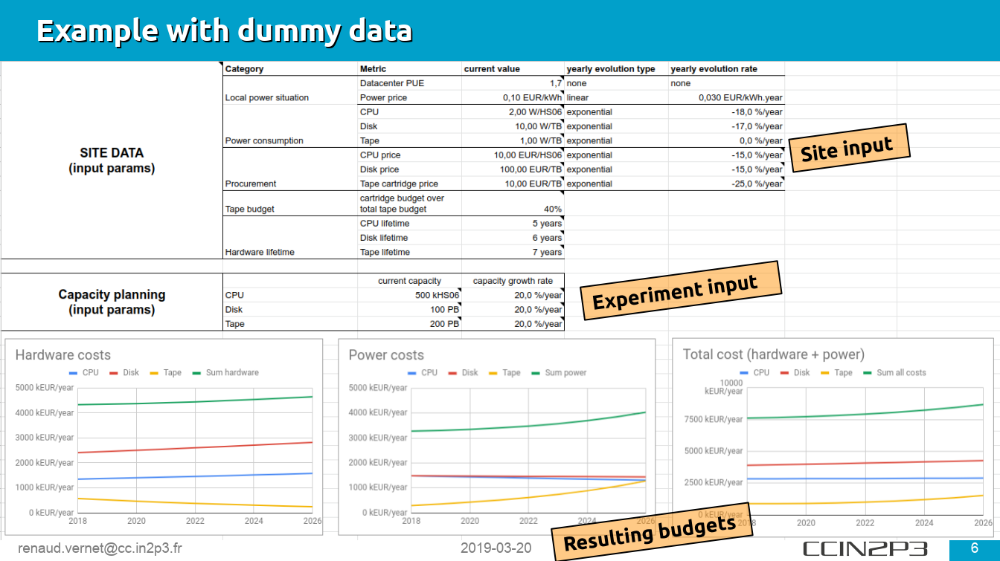 Example with dummy data
Category Metric current value yearly evolution type yearly evolution rate
Datacenter PUE 1,7 none none
Local power situation Power price 0,10 EUR/kWh linear 0,030 EUR/kWh.year
CPU 2,00 W/HS06 exponential -18,0 %/year
Disk 10,00 W/TB exponential -17,0 %/year
Power consumption Tape 1,00 W/TB exponential 0,0 %/year
SITE DATA
(input params)
Site input
CPU price 10,00 EUR/HS06 exponential -15,0 %/year
Disk price 100,00 EUR/TB exponential -15,0 %/year
Procurement Tape cartridge price 10,00 EUR/TB exponential -25,0 %/year
cartridge budget over
Tape budget total tape budget 40%
CPU lifetime 5 years
Disk lifetime 6 years
Hardware lifetime Tape lifetime 7 years
current capacity capacity growth rate
Capacity planning
(input params)
CPU 500 kHS06 20,0 %/year
Disk 100 PB 20,0 %/year
Tape 200 PB 20,0 %/year
Experiment input
Hardware costs
CPU Disk Tape Sum hardware
5000 kEUR/year
4000 kEUR/year
3000 kEUR/year
2000 kEUR/year
1000 kEUR/year
0 kEUR/year
2018 2020 2022 2024 2026
Power costs
CPU Disk Tape Sum power
5000 kEUR/year
4000 kEUR/year
3000 kEUR/year
2000 kEUR/year
1000 kEUR/year
0 kEUR/year
2018 2020 2022 2024 2026
Total cost (hardware + power)
CPU Disk Tape Sum all costs
10000
kEUR/year
7500 kEUR/year
5000 kEUR/year
2500 kEUR/year
0 kEUR/year
2020 2022 2024 2026
Resulting budgets
renaud.vernet@cc.in2p3.fr 2019-03-20 CCIN2P3 6